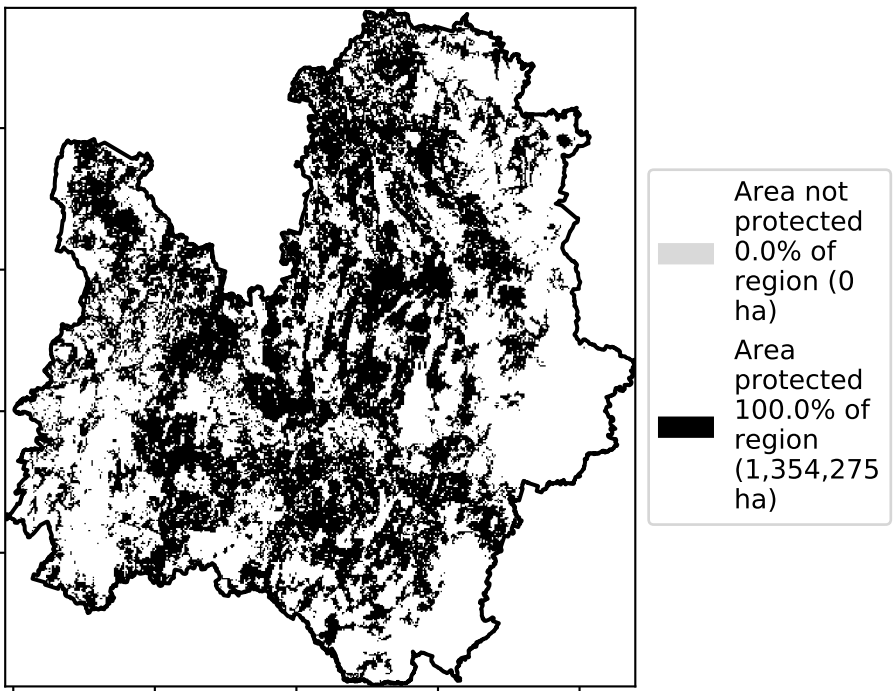 Area not
protected
0.0% of
region (0
ha)
Area
protected
100.0% of
region
(1,354,275
ha)